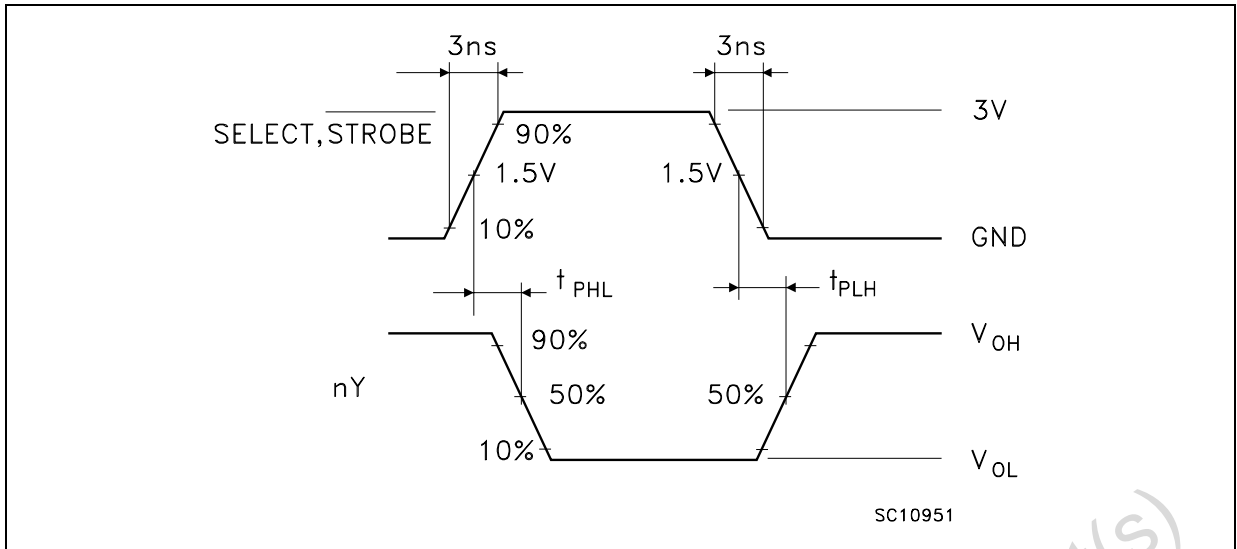 3ns 3ns
3V
SELECT, STROBE 90%
1.5V 1.5V
10% GND
t PHL tPLH
90% VOH
nY 50% 50%
10% VOL
SC10951
t(s)